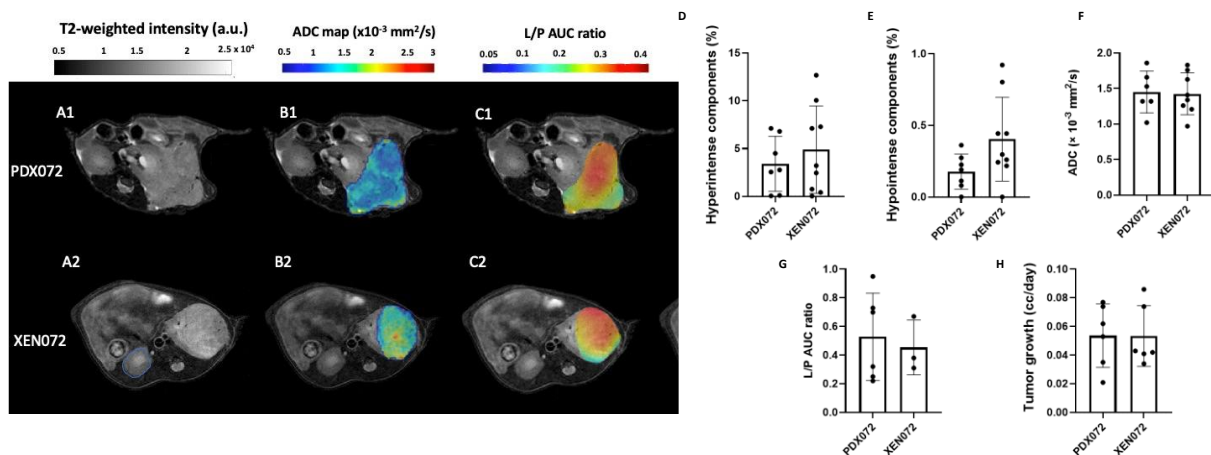 T2-weighted intensity (a.u.)
0.5 1 1.5 2 2.5 x 10⁴
ADC map (x10⁻³ mm²/s)
0.5 1 1.5 2 2.5 3
L/P AUC ratio
0.05 0.1 0.2 0.3 0.4
A1
B1
C1
PDX072
A2
B2
C2
XEN072
D
Hyperintense components (%)
15
10
5
0
PDX072
XEN072
E
Hypointense components (%)
1.0
0.5
0.0
PDX072
XEN072
F
ADC (× 10⁻³ mm²/s)
2.0
1.5
1.0
0.5
0.0
PDX072
XEN072
G
L/P AUC ratio
1.0
0.8
0.6
0.4
0.2
0.0
PDX072
XEN072
H
Tumor growth (cc/day)
0.10
0.08
0.06
0.04
0.02
0.00
PDX072
XEN072